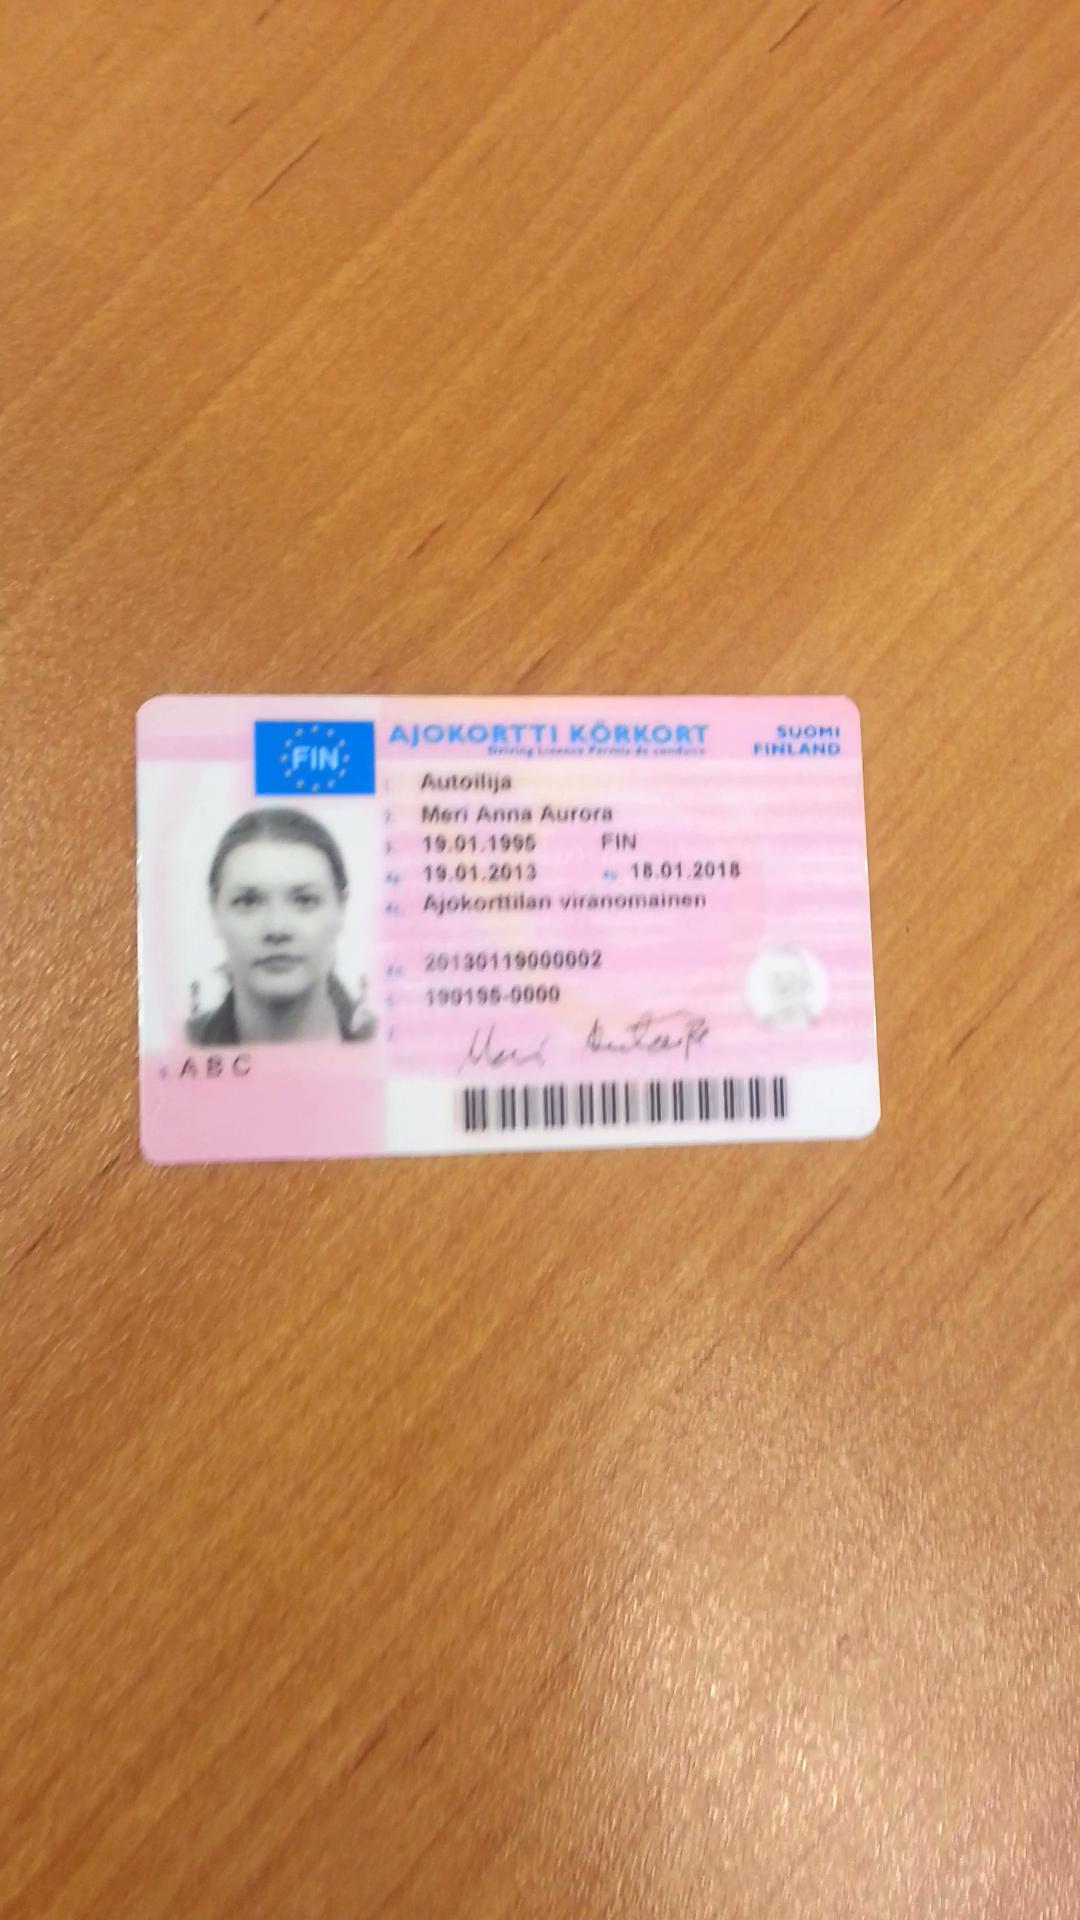 FIN
AJOKORTTI KÖRKORT
SUOMI
FINLAND
Driving Licence Permis de conduire
1. Autoilija
2. Meri Anna Aurora
3. 19.01.1995 FIN
4a. 19.01.2013 4b. 18.01.2018
4c. Ajokorttilan viranomainen
20130119000002
5. 190195-0000
7. Meri Autoilija
9. A B C